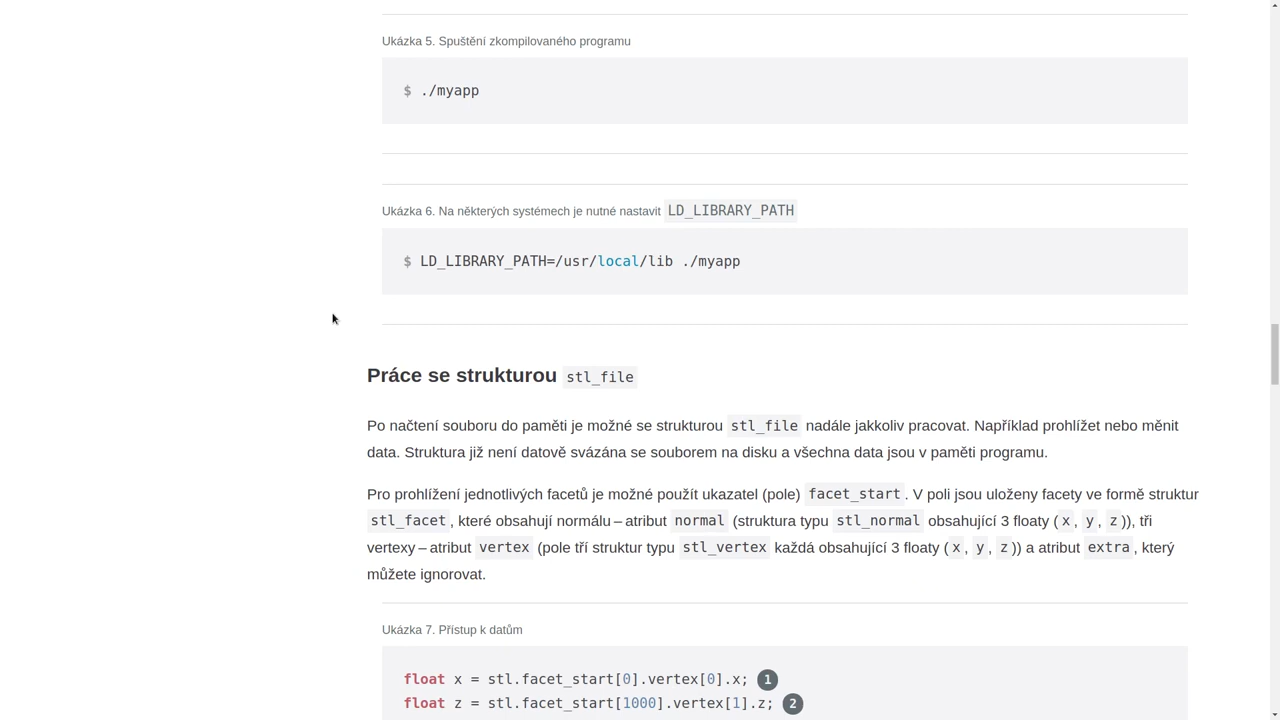 Ukázka 5. Spuštění zkompilovaného programu
$ ./myapp
Ukázka 6. Na některých systémech je nutné nastavit LD_LIBRARY_PATH
$ LD_LIBRARY_PATH=/usr/local/lib ./myapp
Práce se strukturou stl_file
Po načtení souboru do paměti je možné se strukturou stl_file nadále jakkoliv pracovat. Například prohlížet nebo měnit
data. Struktura již není datově svázána se souborem na disku a všechna data jsou v paměti programu.
Pro prohlížení jednotlivých facetů je možné použít ukazatel (pole) facet_start. V poli jsou uloženy facety ve formě struktur
stl_facet, které obsahují normálu – atribut normal (struktura typu stl_normal obsahující 3 floaty (x, y, z)), tři
vertexy – atribut vertex (pole tří struktur typu stl_vertex každá obsahující 3 floaty (x, y, z)) a atribut extra, který
můžete ignorovat.
Ukázka 7. Přístup k datům
float x = stl.facet_start[0].vertex[0].x; 1
float z = stl.facet_start[1000].vertex[1].z; 2